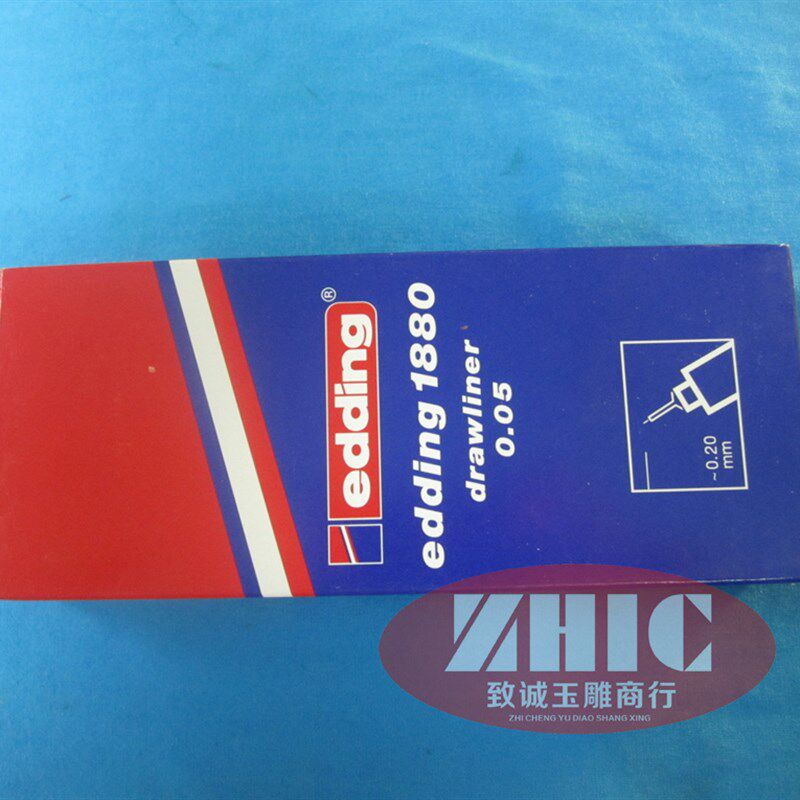 edding®
edding 1880
drawliner
0.05
~0.20
mm
ZHIC
致诚玉雕商行
ZHI CHENG YU DIAO SHANG XING